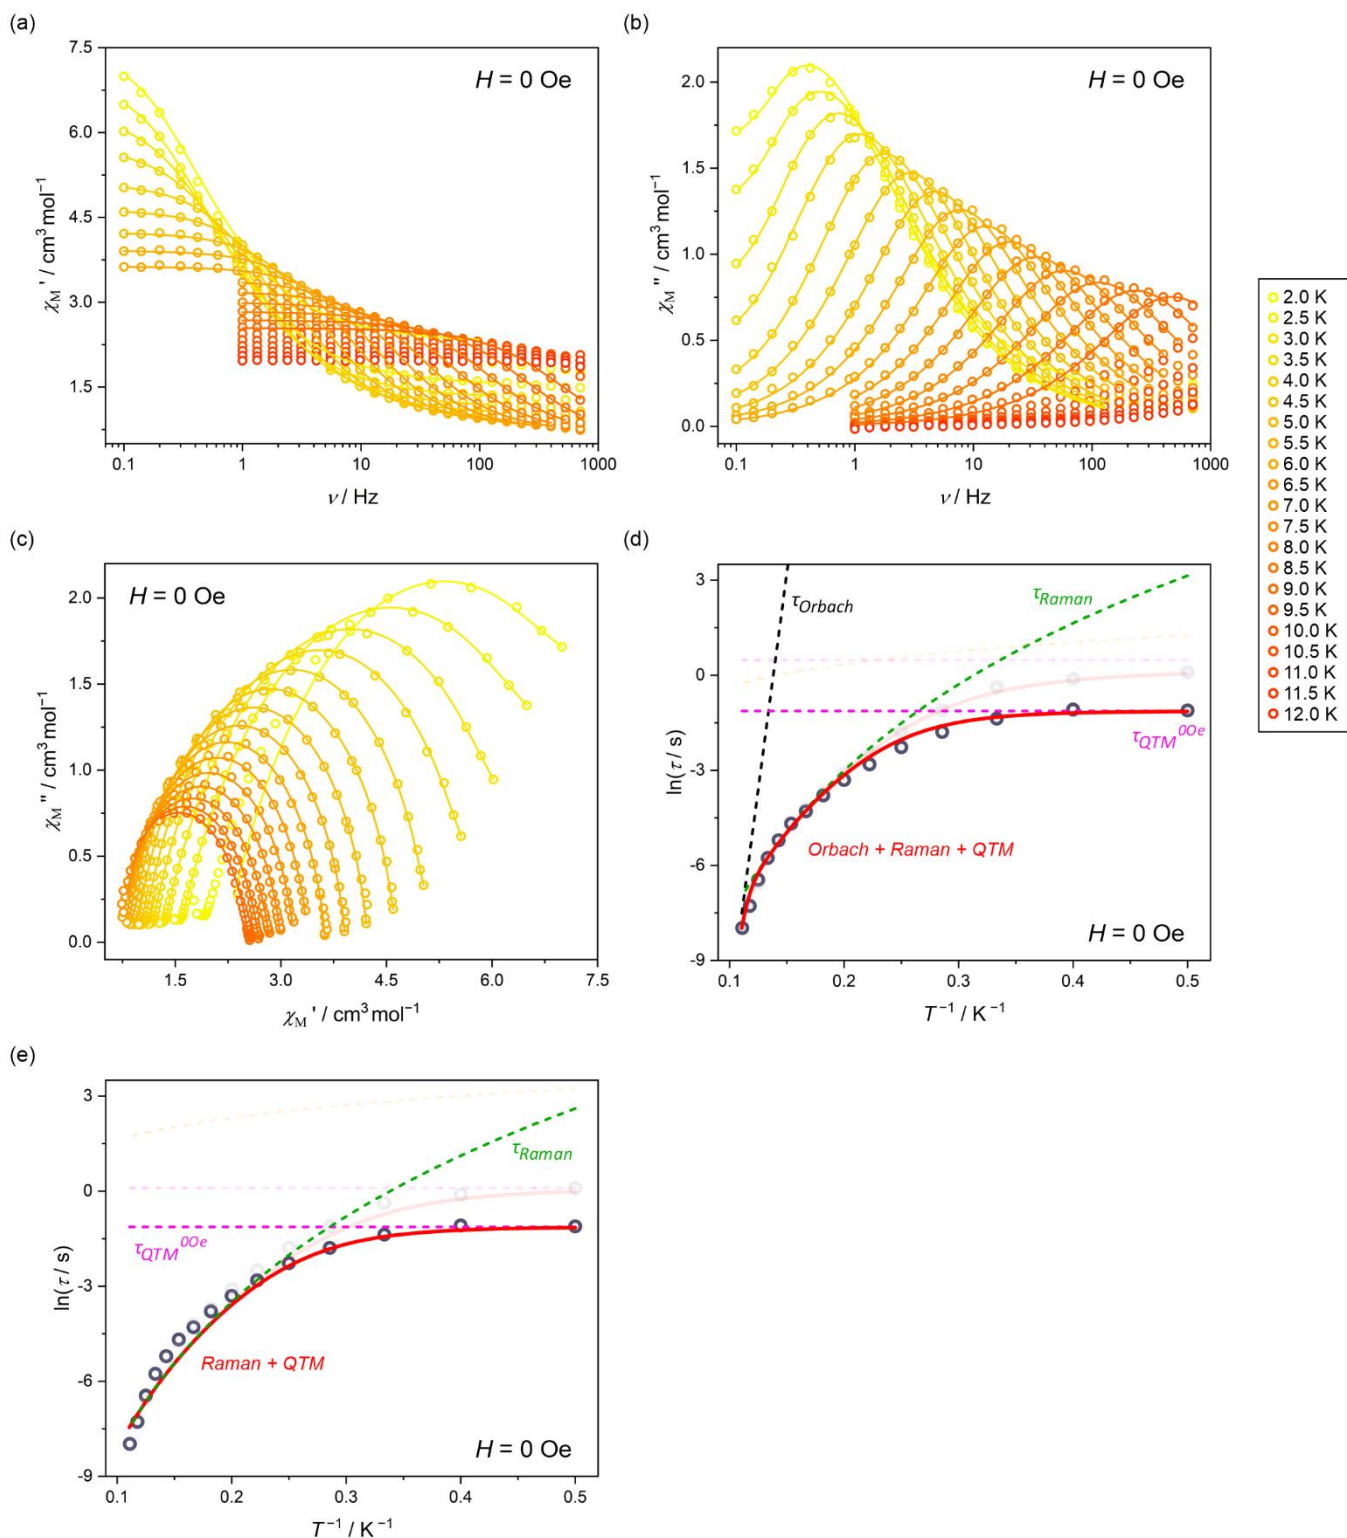 (a)
7.5
6.0
4.5
3.0
1.5
χM ' / cm³ mol⁻¹
H = 0 Oe
0.1 1 10 100 1000
ν / Hz
(b)
2.0
1.5
1.0
0.5
0.0
χM '' / cm³ mol⁻¹
H = 0 Oe
0.1 1 10 100 1000
ν / Hz
2.0 K
2.5 K
3.0 K
3.5 K
4.0 K
4.5 K
5.0 K
5.5 K
6.0 K
6.5 K
7.0 K
7.5 K
8.0 K
8.5 K
9.0 K
9.5 K
10.0 K
10.5 K
11.0 K
11.5 K
12.0 K
(c)
2.0
1.5
1.0
0.5
0.0
χM '' / cm³ mol⁻¹
H = 0 Oe
1.5 3.0 4.5 6.0 7.5
χM ' / cm³ mol⁻¹
(d)
3
0
-3
-6
-9
ln(τ / s)
τOrbach
τRaman
τQTM⁰ᴼᵉ
Orbach + Raman + QTM
H = 0 Oe
0.1 0.2 0.3 0.4 0.5
T⁻¹ / K⁻¹
(e)
3
0
-3
-6
-9
ln(τ / s)
τRaman
τQTM⁰ᴼᵉ
Raman + QTM
H = 0 Oe
0.1 0.2 0.3 0.4 0.5
T⁻¹ / K⁻¹